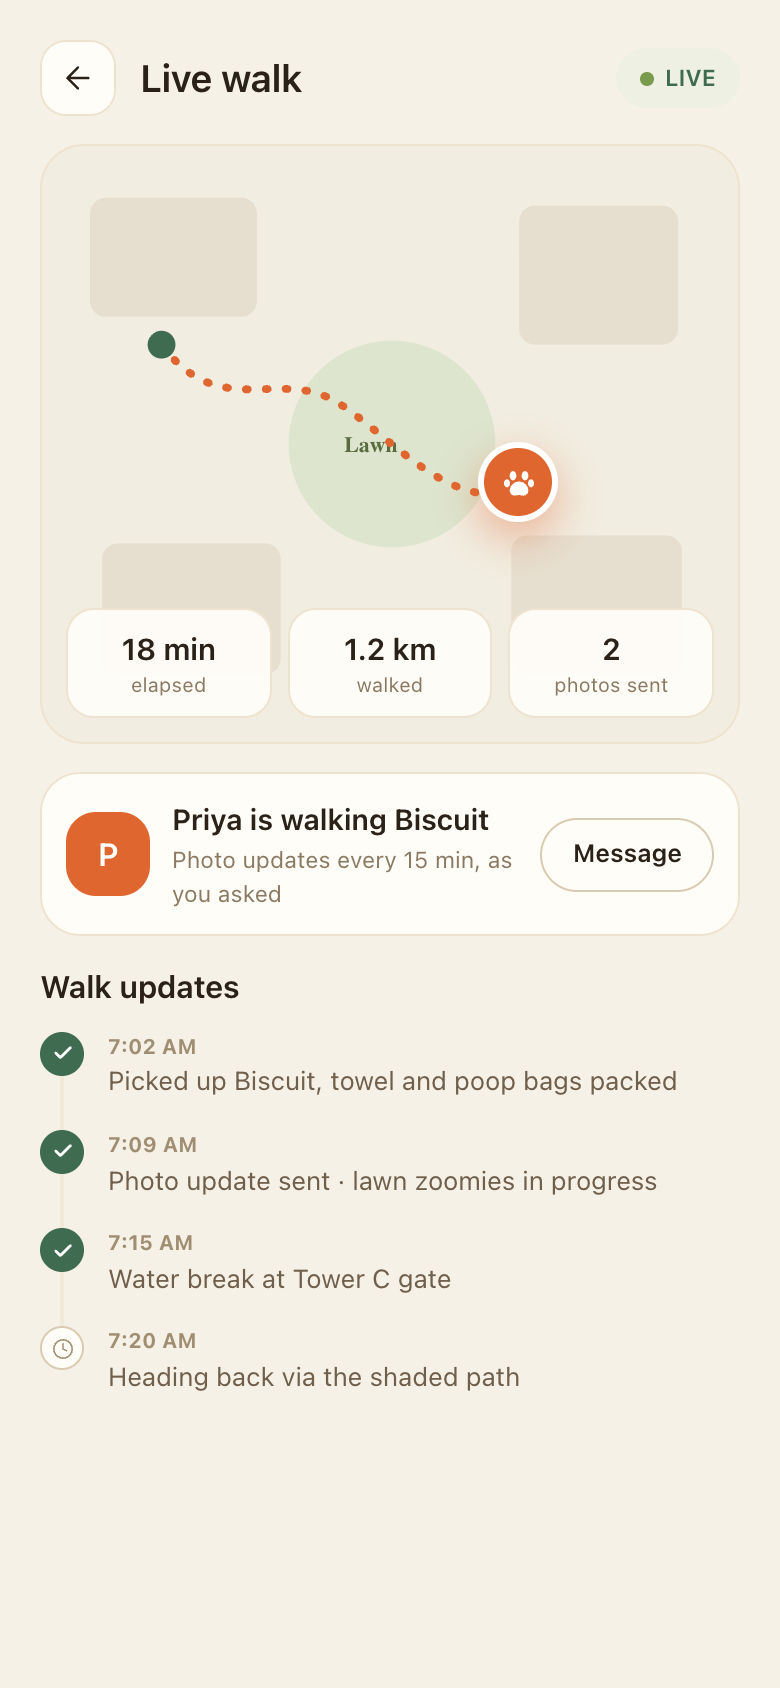 Live walk
LIVE
Lawn
18 min
elapsed
1.2 km
walked
2
photos sent
P
Priya is walking Biscuit
Photo updates every 15 min, as
you asked
Message
Walk updates
7:02 AM
Picked up Biscuit, towel and poop bags packed
7:09 AM
Photo update sent · lawn zoomies in progress
7:15 AM
Water break at Tower C gate
7:20 AM
Heading back via the shaded path